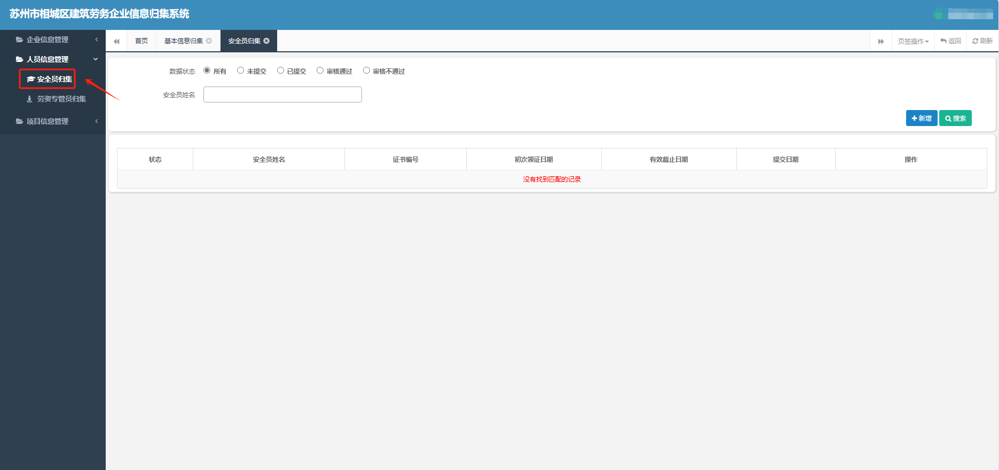 苏州市相城区建筑劳务企业信息归集系统
企业信息管理
人员信息管理
安全员归集
劳资专管员归集
项目信息管理
首页 基本信息归集 安全员归集 页签操作 返回 刷新
数据状态 所有 未提交 已提交 审核通过 审核不通过
安全员姓名
新增 搜索
状态 安全员姓名 证书编号 初次领证日期 有效截止日期 提交日期 操作
没有找到匹配的记录